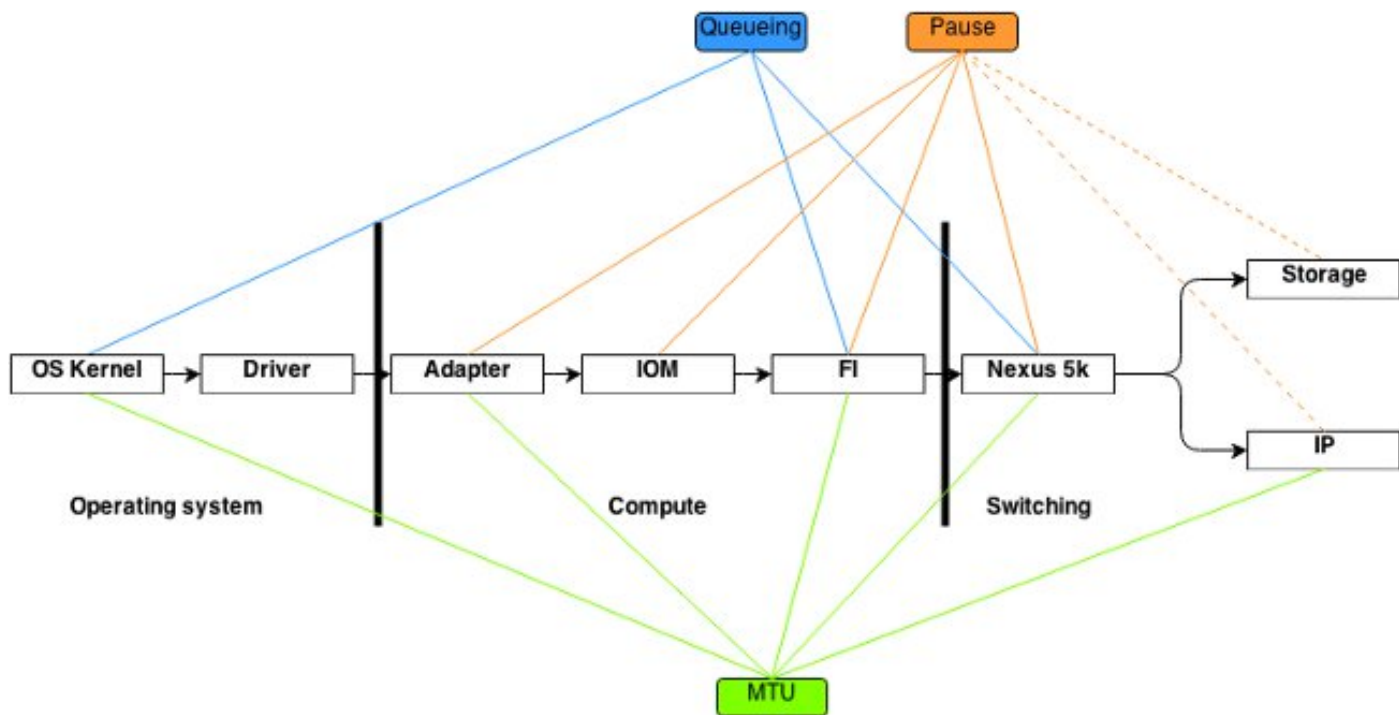 Queueing
Pause
Storage
OS Kernel
Driver
Adapter
IOM
FI
Nexus 5k
IP
Operating system
Compute
Switching
MTU